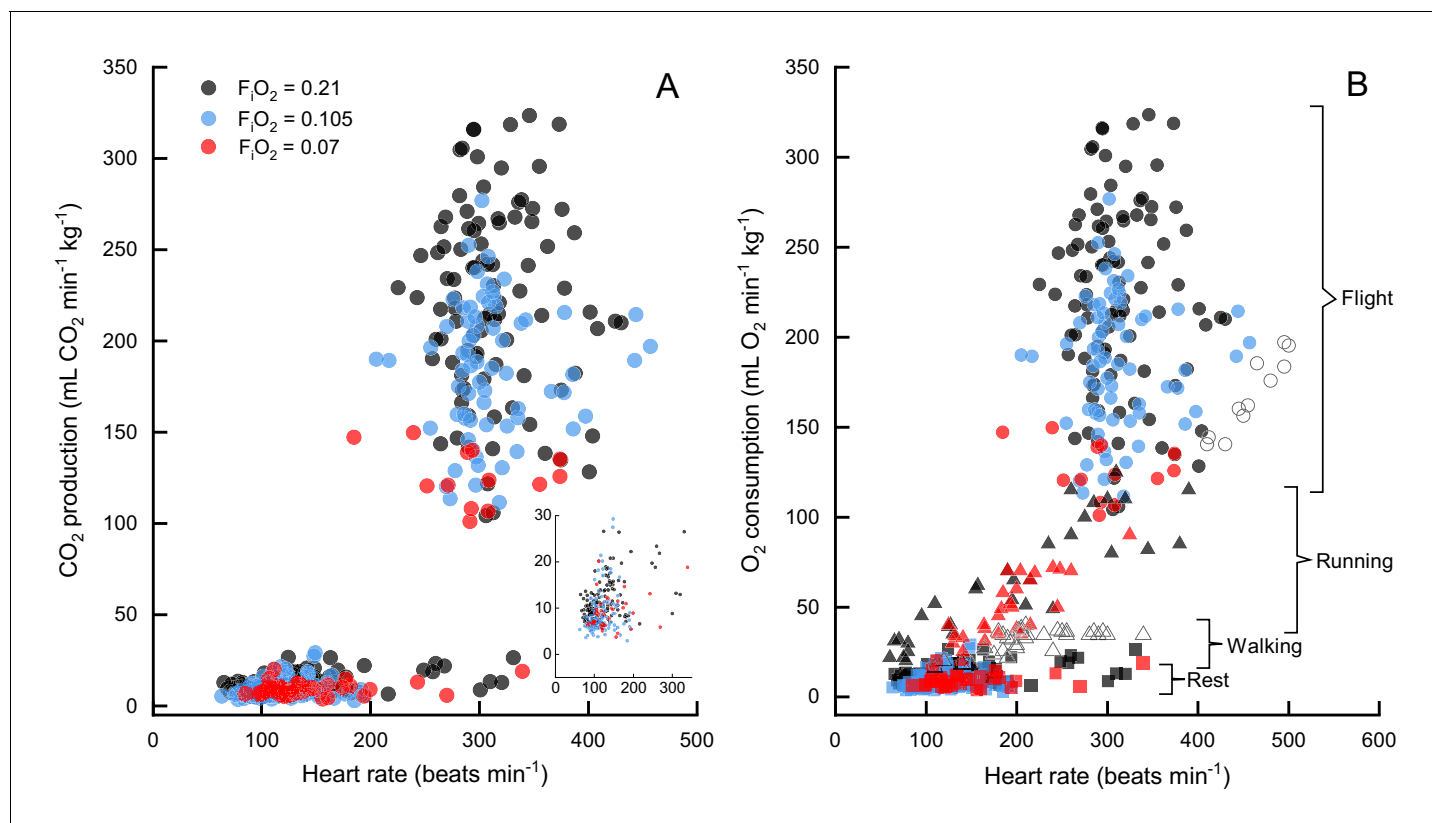 A
FᵢO₂ = 0.21
FᵢO₂ = 0.105
FᵢO₂ = 0.07
350
300
250
200
150
100
50
0
CO₂ production (mL CO₂ min⁻¹ kg⁻¹)
0 100 200 300 400 500
Heart rate (beats min⁻¹)
30
20
10
0
0 100 200 300
B
350
300
250
200
150
100
50
0
O₂ consumption (mL O₂ min⁻¹ kg⁻¹)
Flight
Running
Walking
Rest
0 100 200 300 400 500 600
Heart rate (beats min⁻¹)